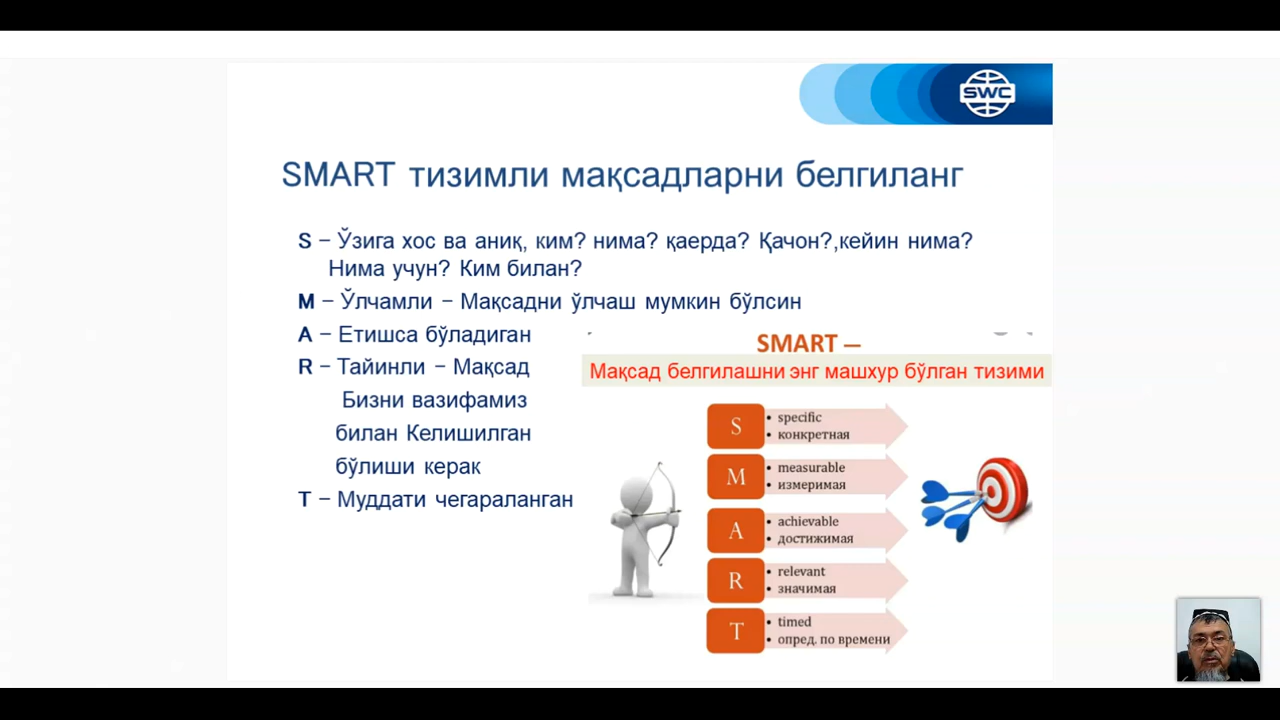 SWC
SMART тизимли мақсадларни белгиланг
S – Ўзига хос ва аниқ, ким? нима? қаерда? Қачон?,кейин нима?
Нима учун? Ким билан?
M – Ўлчамли – Мақсадни ўлчаш мумкин бўлсин
A – Етишса бўладиган
R – Тайинли – Мақсад
Бизни вазифамиз
билан Келишилган
бўлиши керак
T – Муддати чегараланган
SMART —
Мақсад белгилашни энг машхур бўлган тизими
S
• specific
• конкретная
M
• measurable
• измеримая
A
• achievable
• достижимая
R
• relevant
• значимая
T
• timed
• опред. по времени